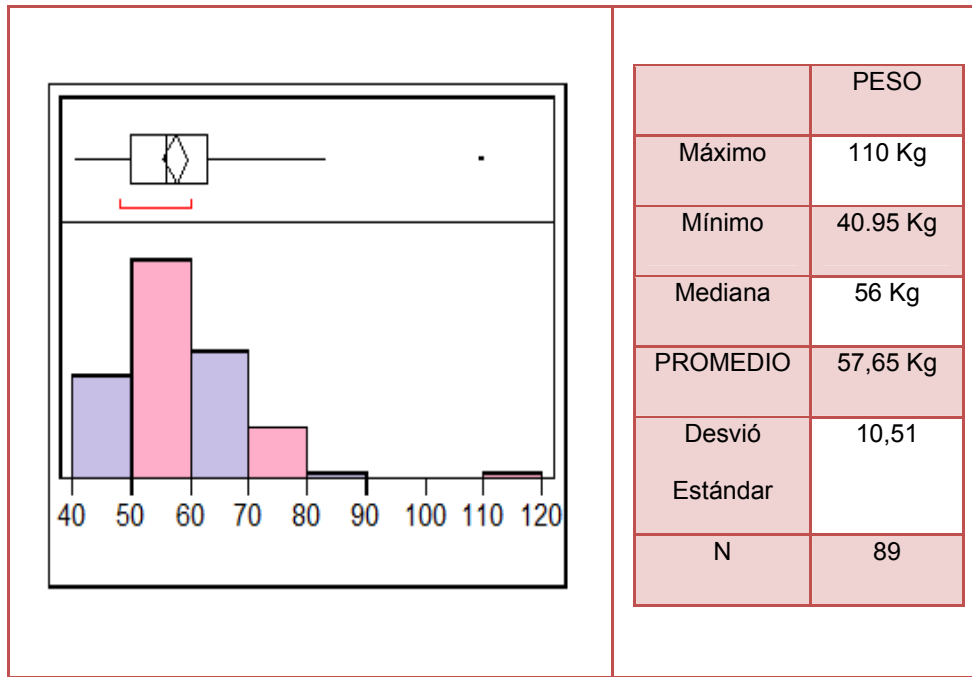 40 50 60 70 80 90 100 110 120
PESO
Máximo 110 Kg
Mínimo 40.95 Kg
Mediana 56 Kg
PROMEDIO 57,65 Kg
Desvió 10,51
Estándar
N 89